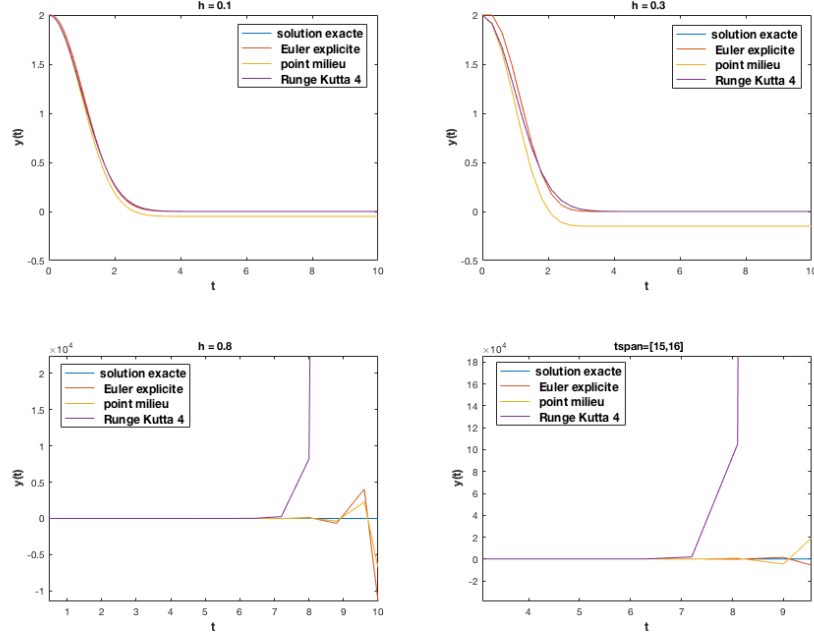 h = 0.1
2
1.5
1
0.5
0
-0.5
y(t)
0 2 4 6 8 10
t
solution exacte
Euler explicite
point milieu
Runge Kutta 4
h = 0.3
2
1.5
1
0.5
0
-0.5
y(t)
0 2 4 6 8 10
t
solution exacte
Euler explicite
point milieu
Runge Kutta 4
h = 0.8
×10⁴
2
1.5
1
0.5
0
-0.5
-1
y(t)
1 2 3 4 5 6 7 8 9 10
t
solution exacte
Euler explicite
point milieu
Runge Kutta 4
tspan=[15,16]
×10⁴
18
16
14
12
10
8
6
4
2
0
-2
y(t)
4 5 6 7 8 9
t
solution exacte
Euler explicite
point milieu
Runge Kutta 4